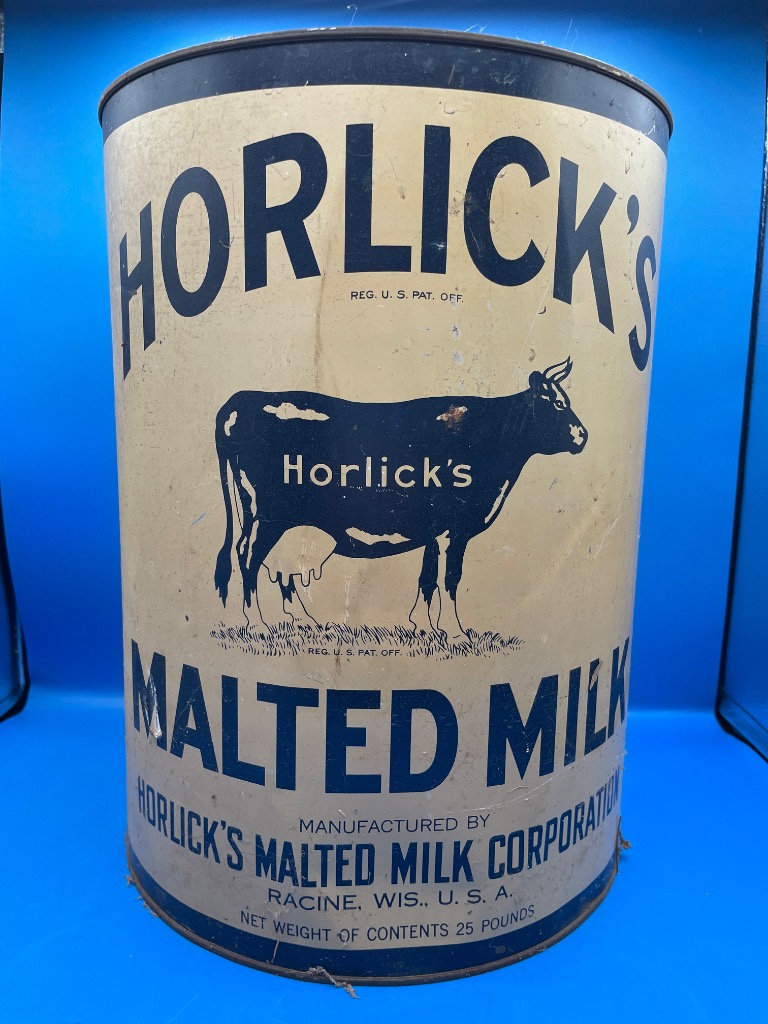 HORLICK'S
REG. U. S. PAT. OFF.
Horlick's
REG. U. S. PAT. OFF.
MALTED MILK
MANUFACTURED BY
HORLICK'S MALTED MILK CORPORATION
RACINE, WIS., U. S. A.
NET WEIGHT OF CONTENTS 25 POUNDS